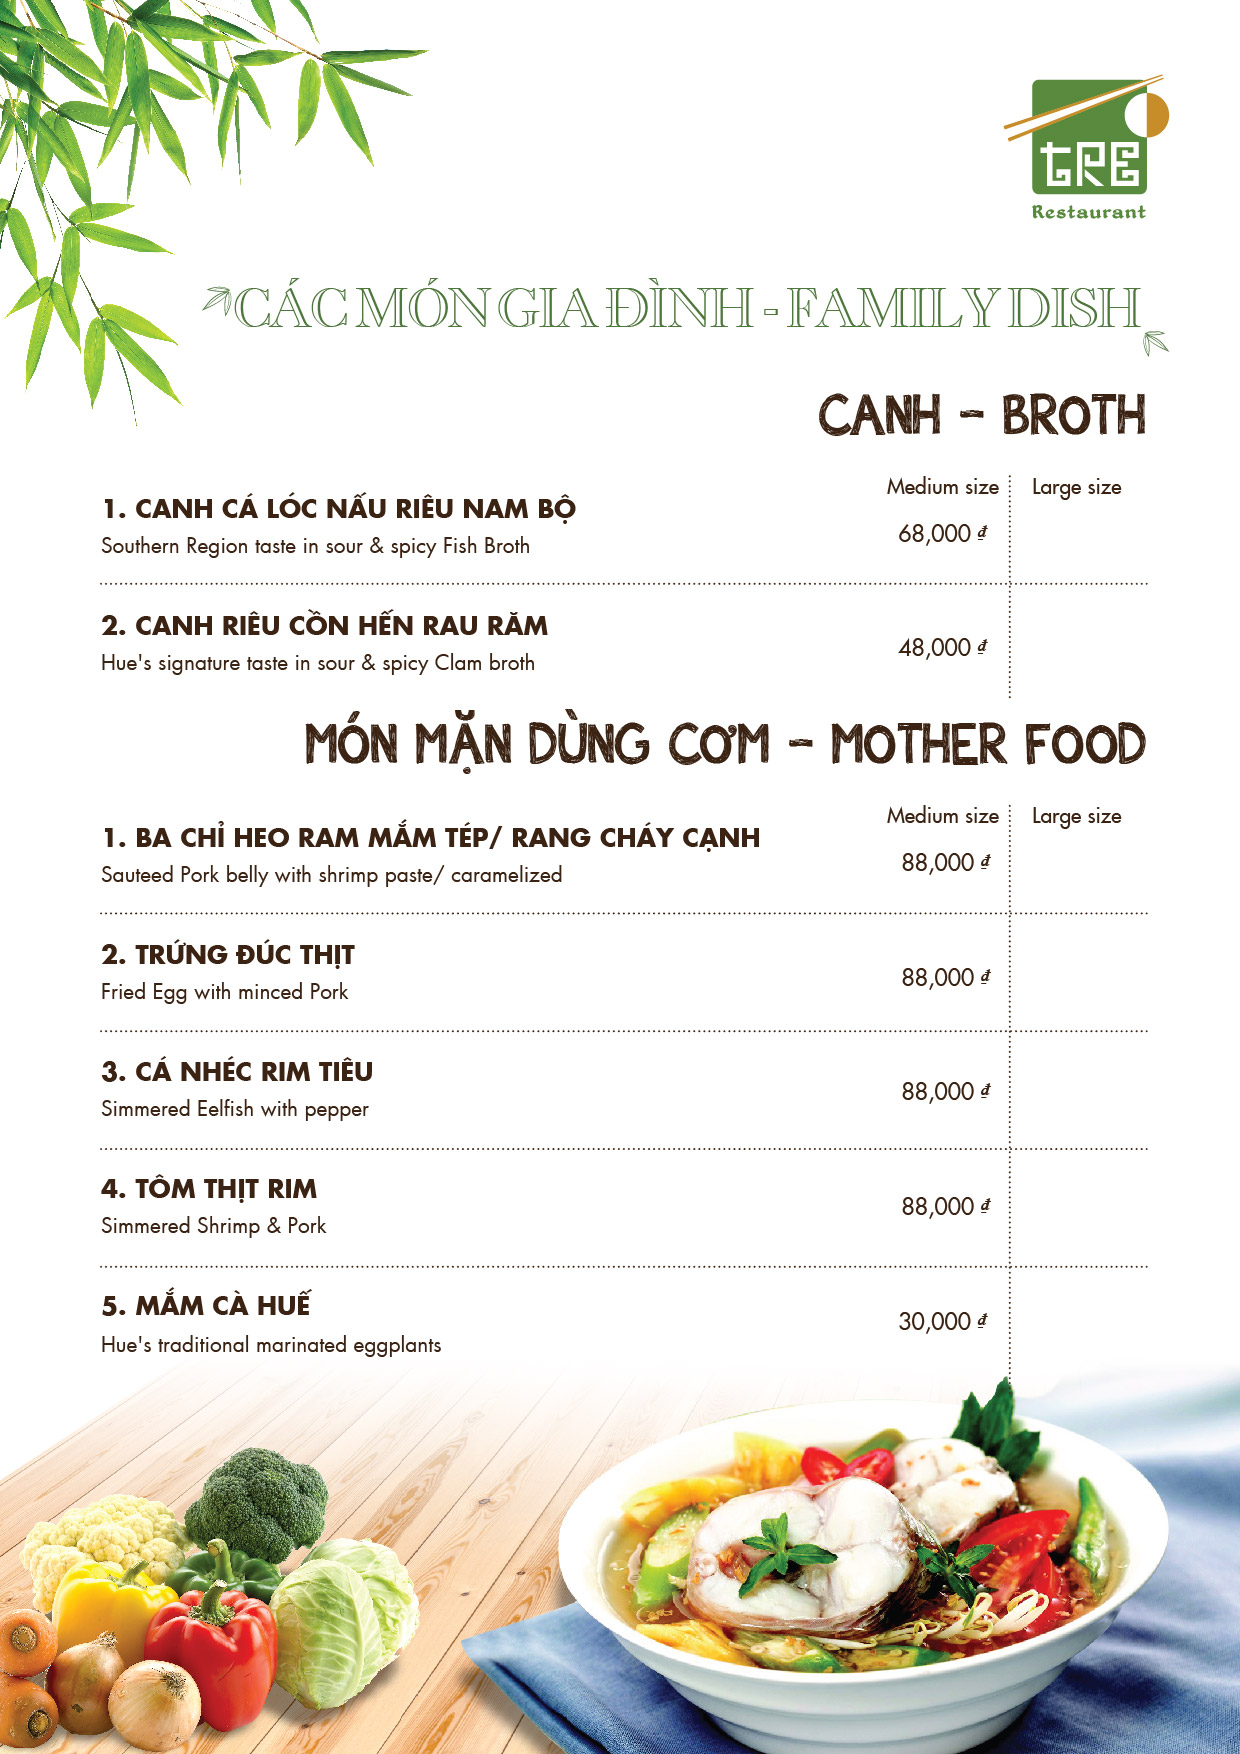 tRE
Restaurant
CÁC MÓN GIA ĐÌNH - FAMILY DISH
CANH - BROTH
Medium size Large size
1. CANH CÁ LÓC NẤU RIÊU NAM BỘ
68,000 ₫
Southern Region taste in sour & spicy Fish Broth
2. CANH RIÊU CỒN HẾN RAU RĂM
48,000 ₫
Hue's signature taste in sour & spicy Clam broth
MÓN MẶN DÙNG CƠM - MOTHER FOOD
Medium size Large size
1. BA CHỈ HEO RAM MẮM TÉP/ RANG CHÁY CẠNH
88,000 ₫
Sauteed Pork belly with shrimp paste/ caramelized
2. TRỨNG ĐÚC THỊT
88,000 ₫
Fried Egg with minced Pork
3. CÁ NHÉC RIM TIÊU
88,000 ₫
Simmered Eelfish with pepper
4. TÔM THỊT RIM
88,000 ₫
Simmered Shrimp & Pork
5. MẮM CÀ HUẾ
30,000 ₫
Hue's traditional marinated eggplants